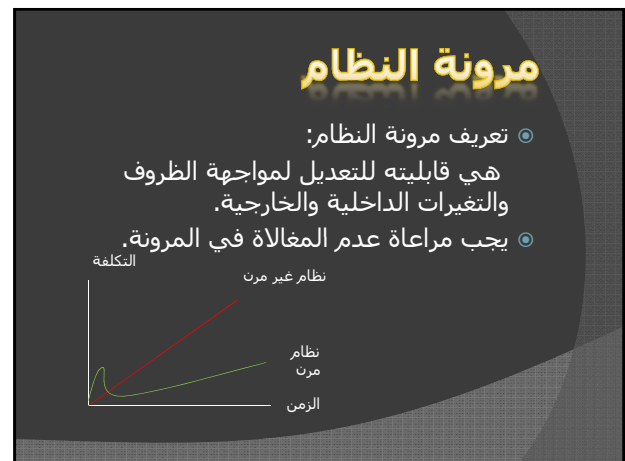 مرونة النظام
تعريف مرونة النظام:
هي قابليته للتعديل لمواجهة الظروف
والتغيرات الداخلية والخارجية.
يجب مراعاة عدم المغالاة في المرونة.
التكلفة
نظام غير مرن
نظام
مرن
الزمن